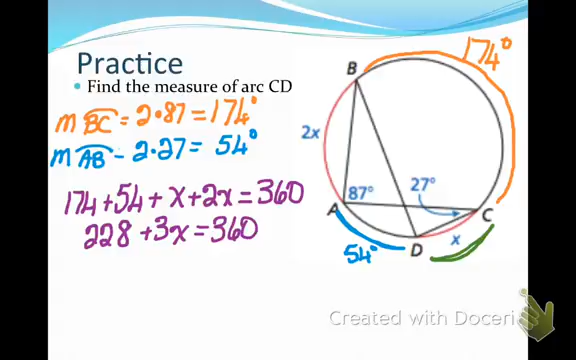 Practice
• Find the measure of arc CD
m BC = 2·87 = 174°
m AB = 2·27 = 54°
174 + 54 + x + 2x = 360
228 + 3x = 360
174°
B
2x
87°
27°
A
C
D
x
54°
Created with Doceri